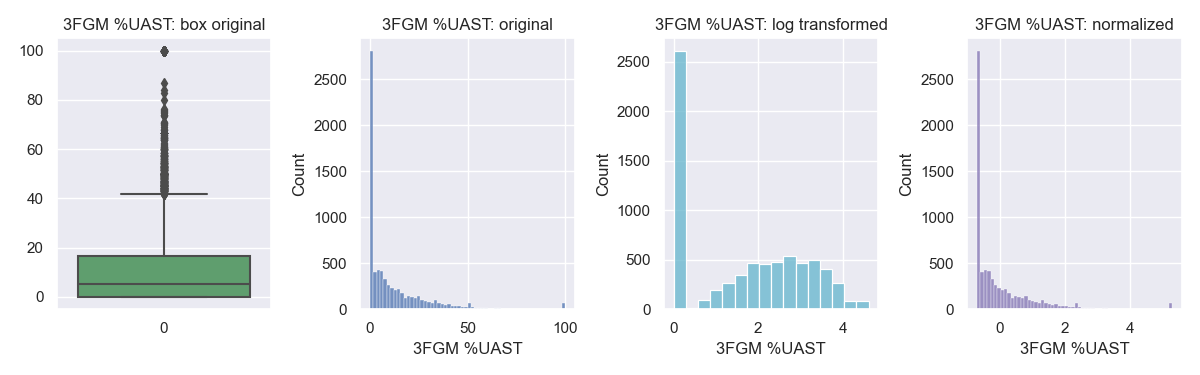 3FGM %UAST: box original
100
80
60
40
20
0
0
3FGM %UAST: original
Count
2500
2000
1500
1000
500
0
0 50 100
3FGM %UAST
3FGM %UAST: log transformed
Count
2500
2000
1500
1000
500
0
0 2 4
3FGM %UAST
3FGM %UAST: normalized
Count
2500
2000
1500
1000
500
0
0 2 4
3FGM %UAST